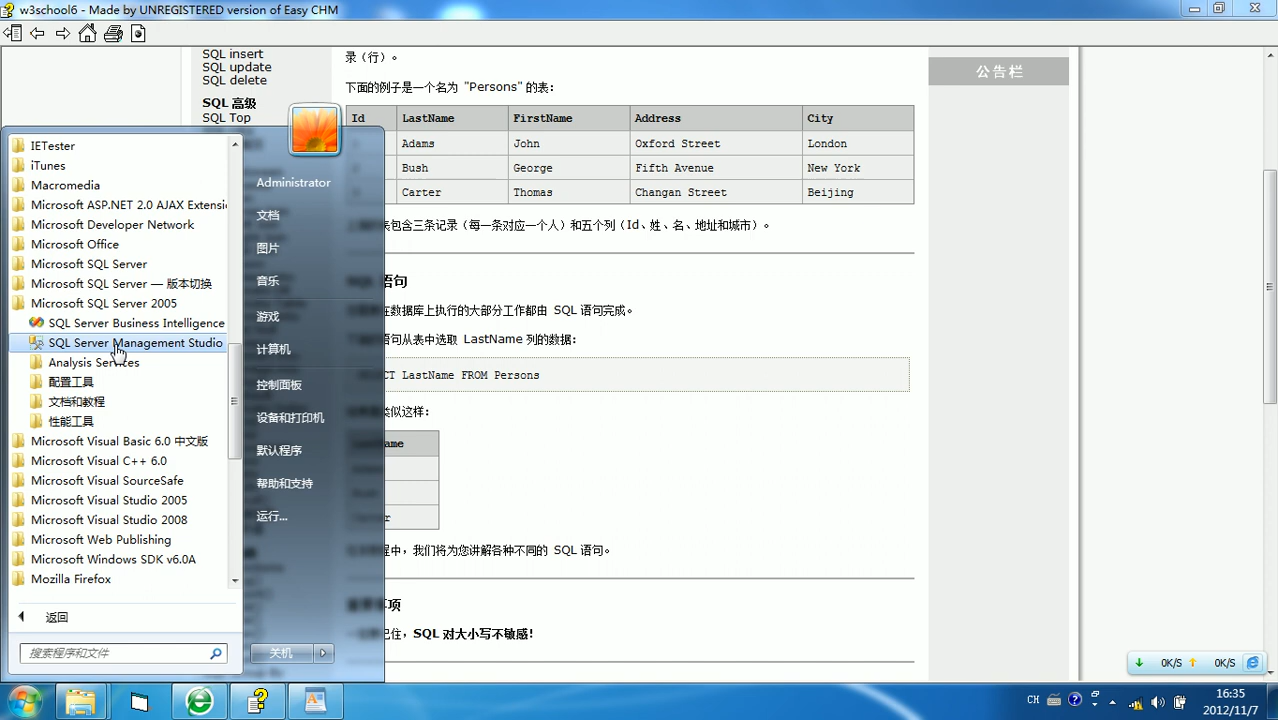 w3school6 - Made by UNREGISTERED version of Easy CHM
SQL insert
SQL update
SQL delete
SQL 高级
SQL Top
录（行）。
下面的例子是一个名为 "Persons" 的表：
Id LastName FirstName Address City
Adams John Oxford Street London
Bush George Fifth Avenue New York
Carter Thomas Changan Street Beijing
表包含三条记录（每一条对应一个人）和五个列（Id、姓、名、地址和城市）。
语句
在数据库上执行的大部分工作都由 SQL 语句完成。
语句从表中选取 LastName 列的数据：
CT LastName FROM Persons
类似这样：
ame
程中，我们将为您讲解各种不同的 SQL 语句。
事项
记住，SQL 对大小写不敏感！
公告栏
IETester
iTunes
Macromedia
Microsoft ASP.NET 2.0 AJAX Extensi
Microsoft Developer Network
Microsoft Office
Microsoft SQL Server
Microsoft SQL Server — 版本切换
Microsoft SQL Server 2005
SQL Server Business Intelligence
SQL Server Management Studio
Analysis Services
配置工具
文档和教程
性能工具
Microsoft Visual Basic 6.0 中文版
Microsoft Visual C++ 6.0
Microsoft Visual SourceSafe
Microsoft Visual Studio 2005
Microsoft Visual Studio 2008
Microsoft Web Publishing
Microsoft Windows SDK v6.0A
Mozilla Firefox
返回
搜索程序和文件
Administrator
文档
图片
音乐
游戏
计算机
控制面板
设备和打印机
默认程序
帮助和支持
运行...
关机
0K/S 0K/S
CH
16:35
2012/11/7